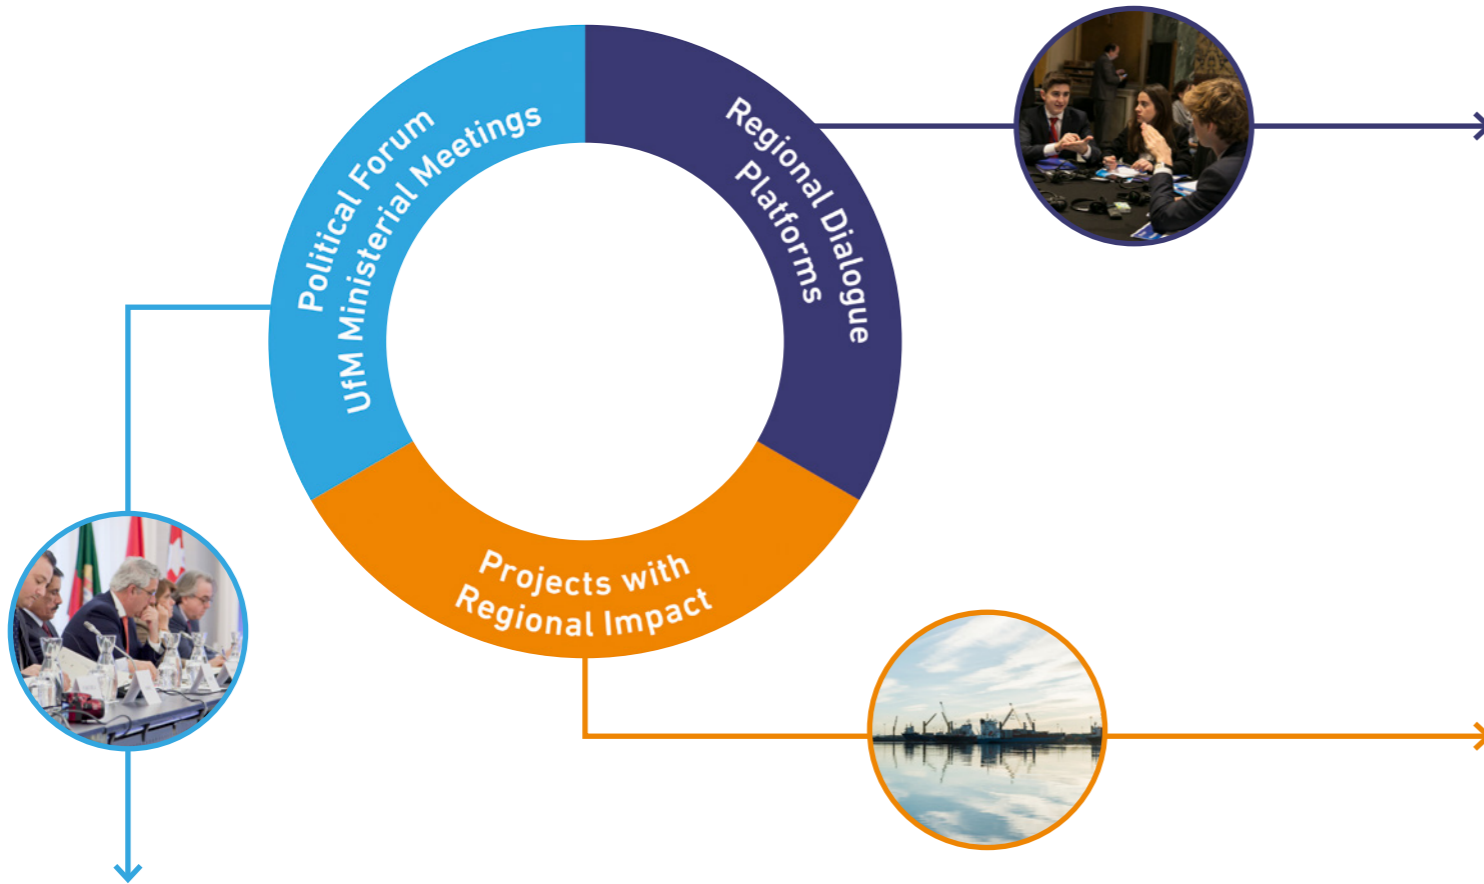 Political Forum
UfM Ministerial Meetings
Regional Dialogue
Platforms
Projects with
Regional Impact